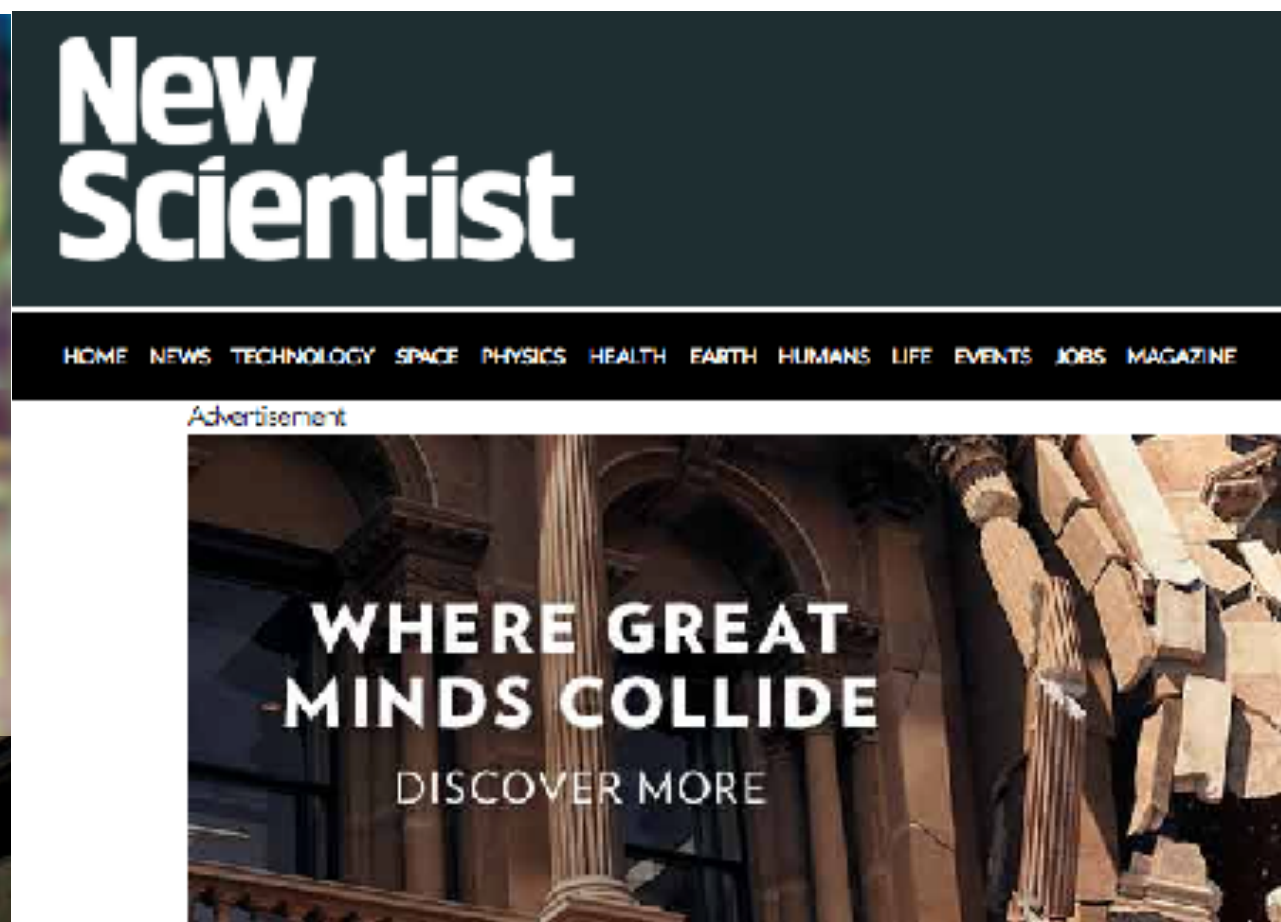 New
Scientist
HOME NEWS TECHNOLOGY SPACE PHYSICS HEALTH EARTH HUMANS LIFE EVENTS JOBS MAGAZINE
Advertisement
WHERE GREAT
MINDS COLLIDE
DISCOVER MORE